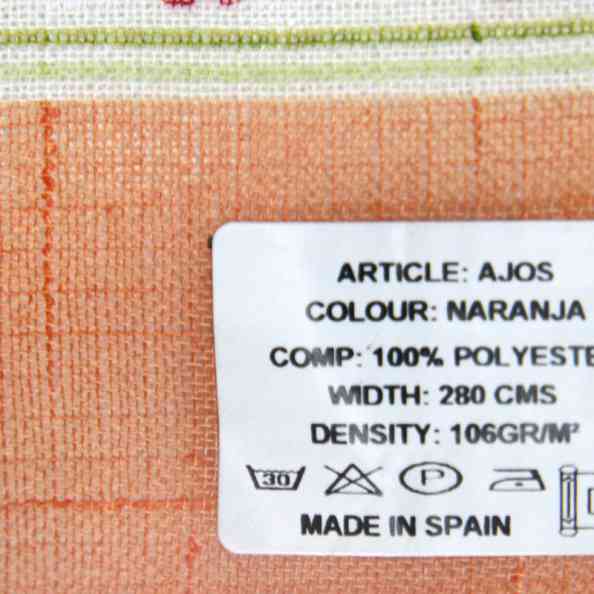 ARTICLE: AJOS
COLOUR: NARANJA
COMP: 100% POLYESTE
WIDTH: 280 CMS
DENSITY: 106GR/M²
30 P
MADE IN SPAIN